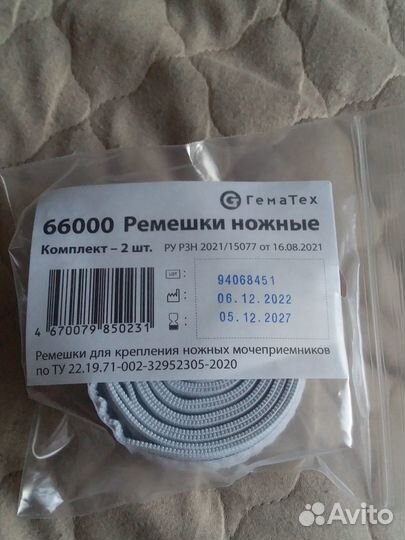 ГемаТех
66000 Ремешки ножные
Комплект – 2 шт. РУ РЗН 2021/15077 от 16.08.2021
LOT : 94068451
: 06.12.2022
: 05.12.2027
4 670079 850231
Ремешки для крепления ножных мочеприемников
по ТУ 22.19.71-002-32952305-2020
Avito